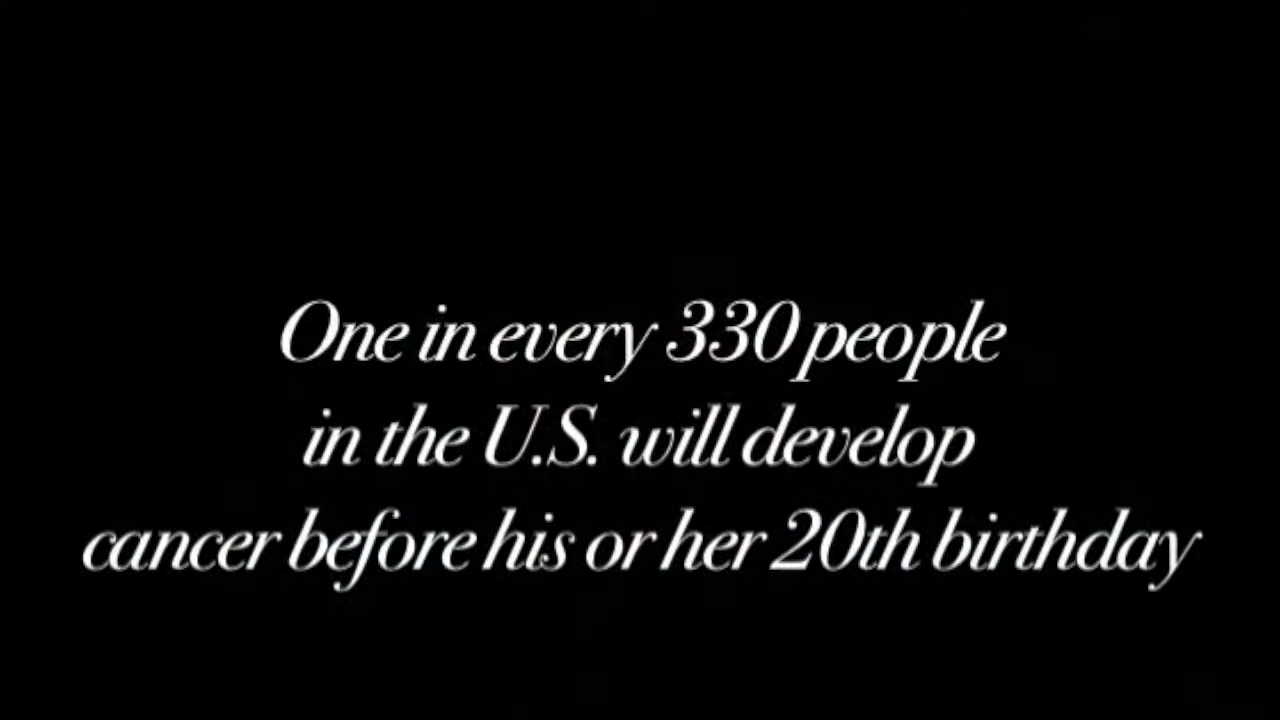 One in every 330 people
in the U.S. will develop
cancer before his or her 20th birthday